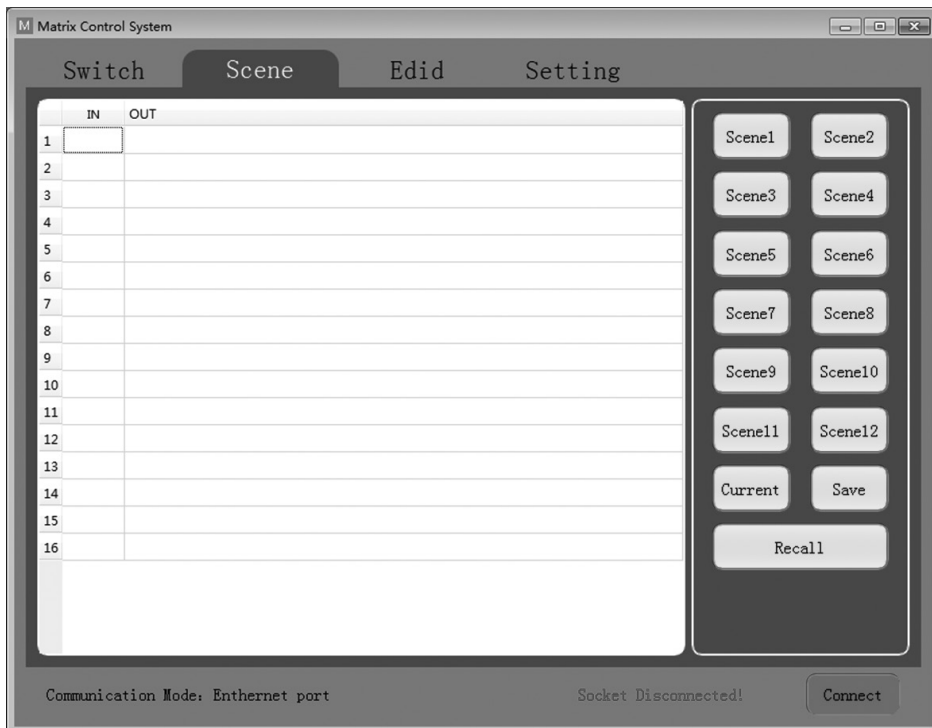 M Matrix Control System
Switch Scene Edid Setting
IN OUT
1
2
3
4
5
6
7
8
9
10
11
12
13
14
15
16
Scene1 Scene2
Scene3 Scene4
Scene5 Scene6
Scene7 Scene8
Scene9 Scene10
Scene11 Scene12
Current Save
Recall
Communication Mode: Enthernet port Socket Disconnected! Connect